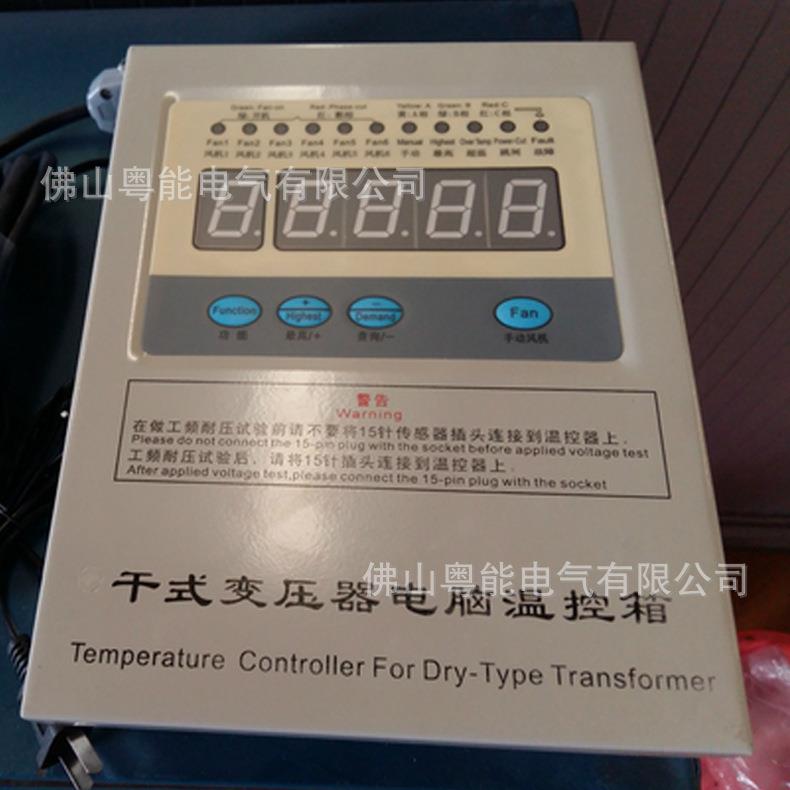 Green:Fan-on Red:Phase-cut Yellow:A Green:B Red:C
绿:开机 红:断相 黄:A相 绿:B相 红:C相
Fan1 Fan2 Fan3 Fan4 Fan5 Fan6 Manual Highest Over Temp Power-Cut Fault
风机1 风机2 风机3 风机4 风机5 风机6 手动 最高 超温 跳闸 故障
佛山粤能电气有限公司
8. 8.8.8.8.
Function + Highest − Demand Fan
功能 最高/+ 查询/− 手动风机
警告
Warning
在做工频耐压试验前请不要将15针传感器插头连接到温控器上.
Please do not connect the 15-pin plug with the socket before applied voltage test
工频耐压试验后，请将15针插头连接到温控器上.
After applied voltage test,please connect the 15-pin plug with the socket
佛山粤能电气有限公司
干式变压器电脑温控箱
Temperature Controller For Dry-Type Transformer